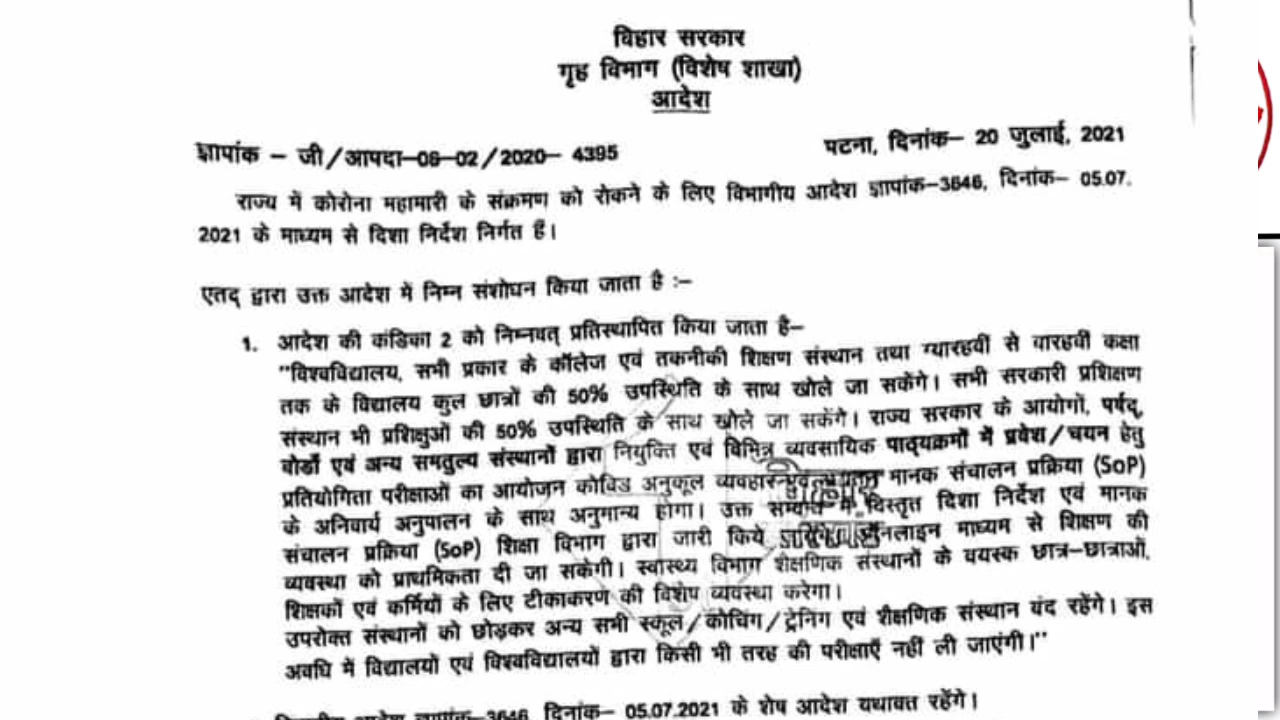 विहार सरकार
गृह विभाग (विशेष शाखा)
आदेश
ज्ञापांक – जी/आपदा–06–02/2020– 4395
पटना, दिनांक– 20 जुलाई, 2021
राज्य में कोरोना महामारी के संक्रमण को रोकने के लिए विभागीय आदेश ज्ञापांक–3646, दिनांक– 05.07.
2021 के माध्यम से दिशा निर्देश निर्गत हैं।
एतद् द्वारा उक्त आदेश में निम्न संशोधन किया जाता है :–
1. आदेश की कंडिका 2 को निम्नवत् प्रतिस्थापित किया जाता है–
"विश्वविद्यालय, सभी प्रकार के कॉलेज एवं तकनीकी शिक्षण संस्थान तथा ग्यारहवीं से बारहवीं कक्षा
तक के विद्यालय कुल छात्रों की 50% उपस्थिति के साथ खोले जा सकेंगे। सभी सरकारी प्रशिक्षण
संस्थान भी प्रशिक्षुओं की 50% उपस्थिति के साथ खोले जा सकेंगे। राज्य सरकार के आयोगों, पर्षद्,
बोर्डों एवं अन्य समतुल्य संस्थानों द्वारा नियुक्ति एवं विभिन्न व्यवसायिक पाठ्यक्रमों में प्रवेश/चयन हेतु
प्रतियोगिता परीक्षाओं का आयोजन कोविड अनुकूल व्यवहार मानक संचालन प्रक्रिया (SoP)
के अनिवार्य अनुपालन के साथ अनुमान्य होगा। उक्त सम्बन्ध में विस्तृत दिशा निर्देश एवं मानक
संचालन प्रक्रिया (SoP) शिक्षा विभाग द्वारा जारी किये ऑनलाइन माध्यम से शिक्षण की
व्यवस्था को प्राथमिकता दी जा सकेगी। स्वास्थ्य विभाग शैक्षणिक संस्थानों के वयस्क छात्र–छात्राओं,
शिक्षकों एवं कर्मियों के लिए टीकाकरण की विशेष व्यवस्था करेगा।
उपरोक्त संस्थानों को छोड़कर अन्य सभी स्कूल/कोचिंग/ट्रेनिंग एवं शैक्षणिक संस्थान बंद रहेंगे। इस
अवधि में विद्यालयों एवं विश्वविद्यालयों द्वारा किसी भी तरह की परीक्षाएँ नहीं ली जाएंगी।"
विभागीय आदेश ज्ञापांक–3646, दिनांक– 05.07.2021 के शेष आदेश यथावत रहेंगे।